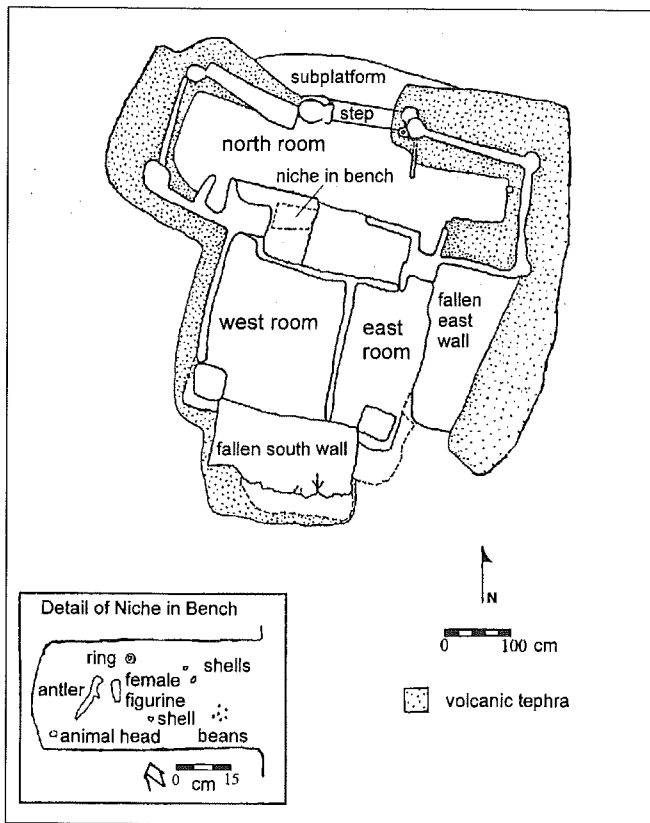 subplatform
step
north room
niche in bench
west room
east
room
fallen
east
wall
fallen south wall
N
0 100 cm
volcanic tephra
Detail of Niche in Bench
ring
shells
female
antler
figurine
shell
animal head
beans
0 15
cm